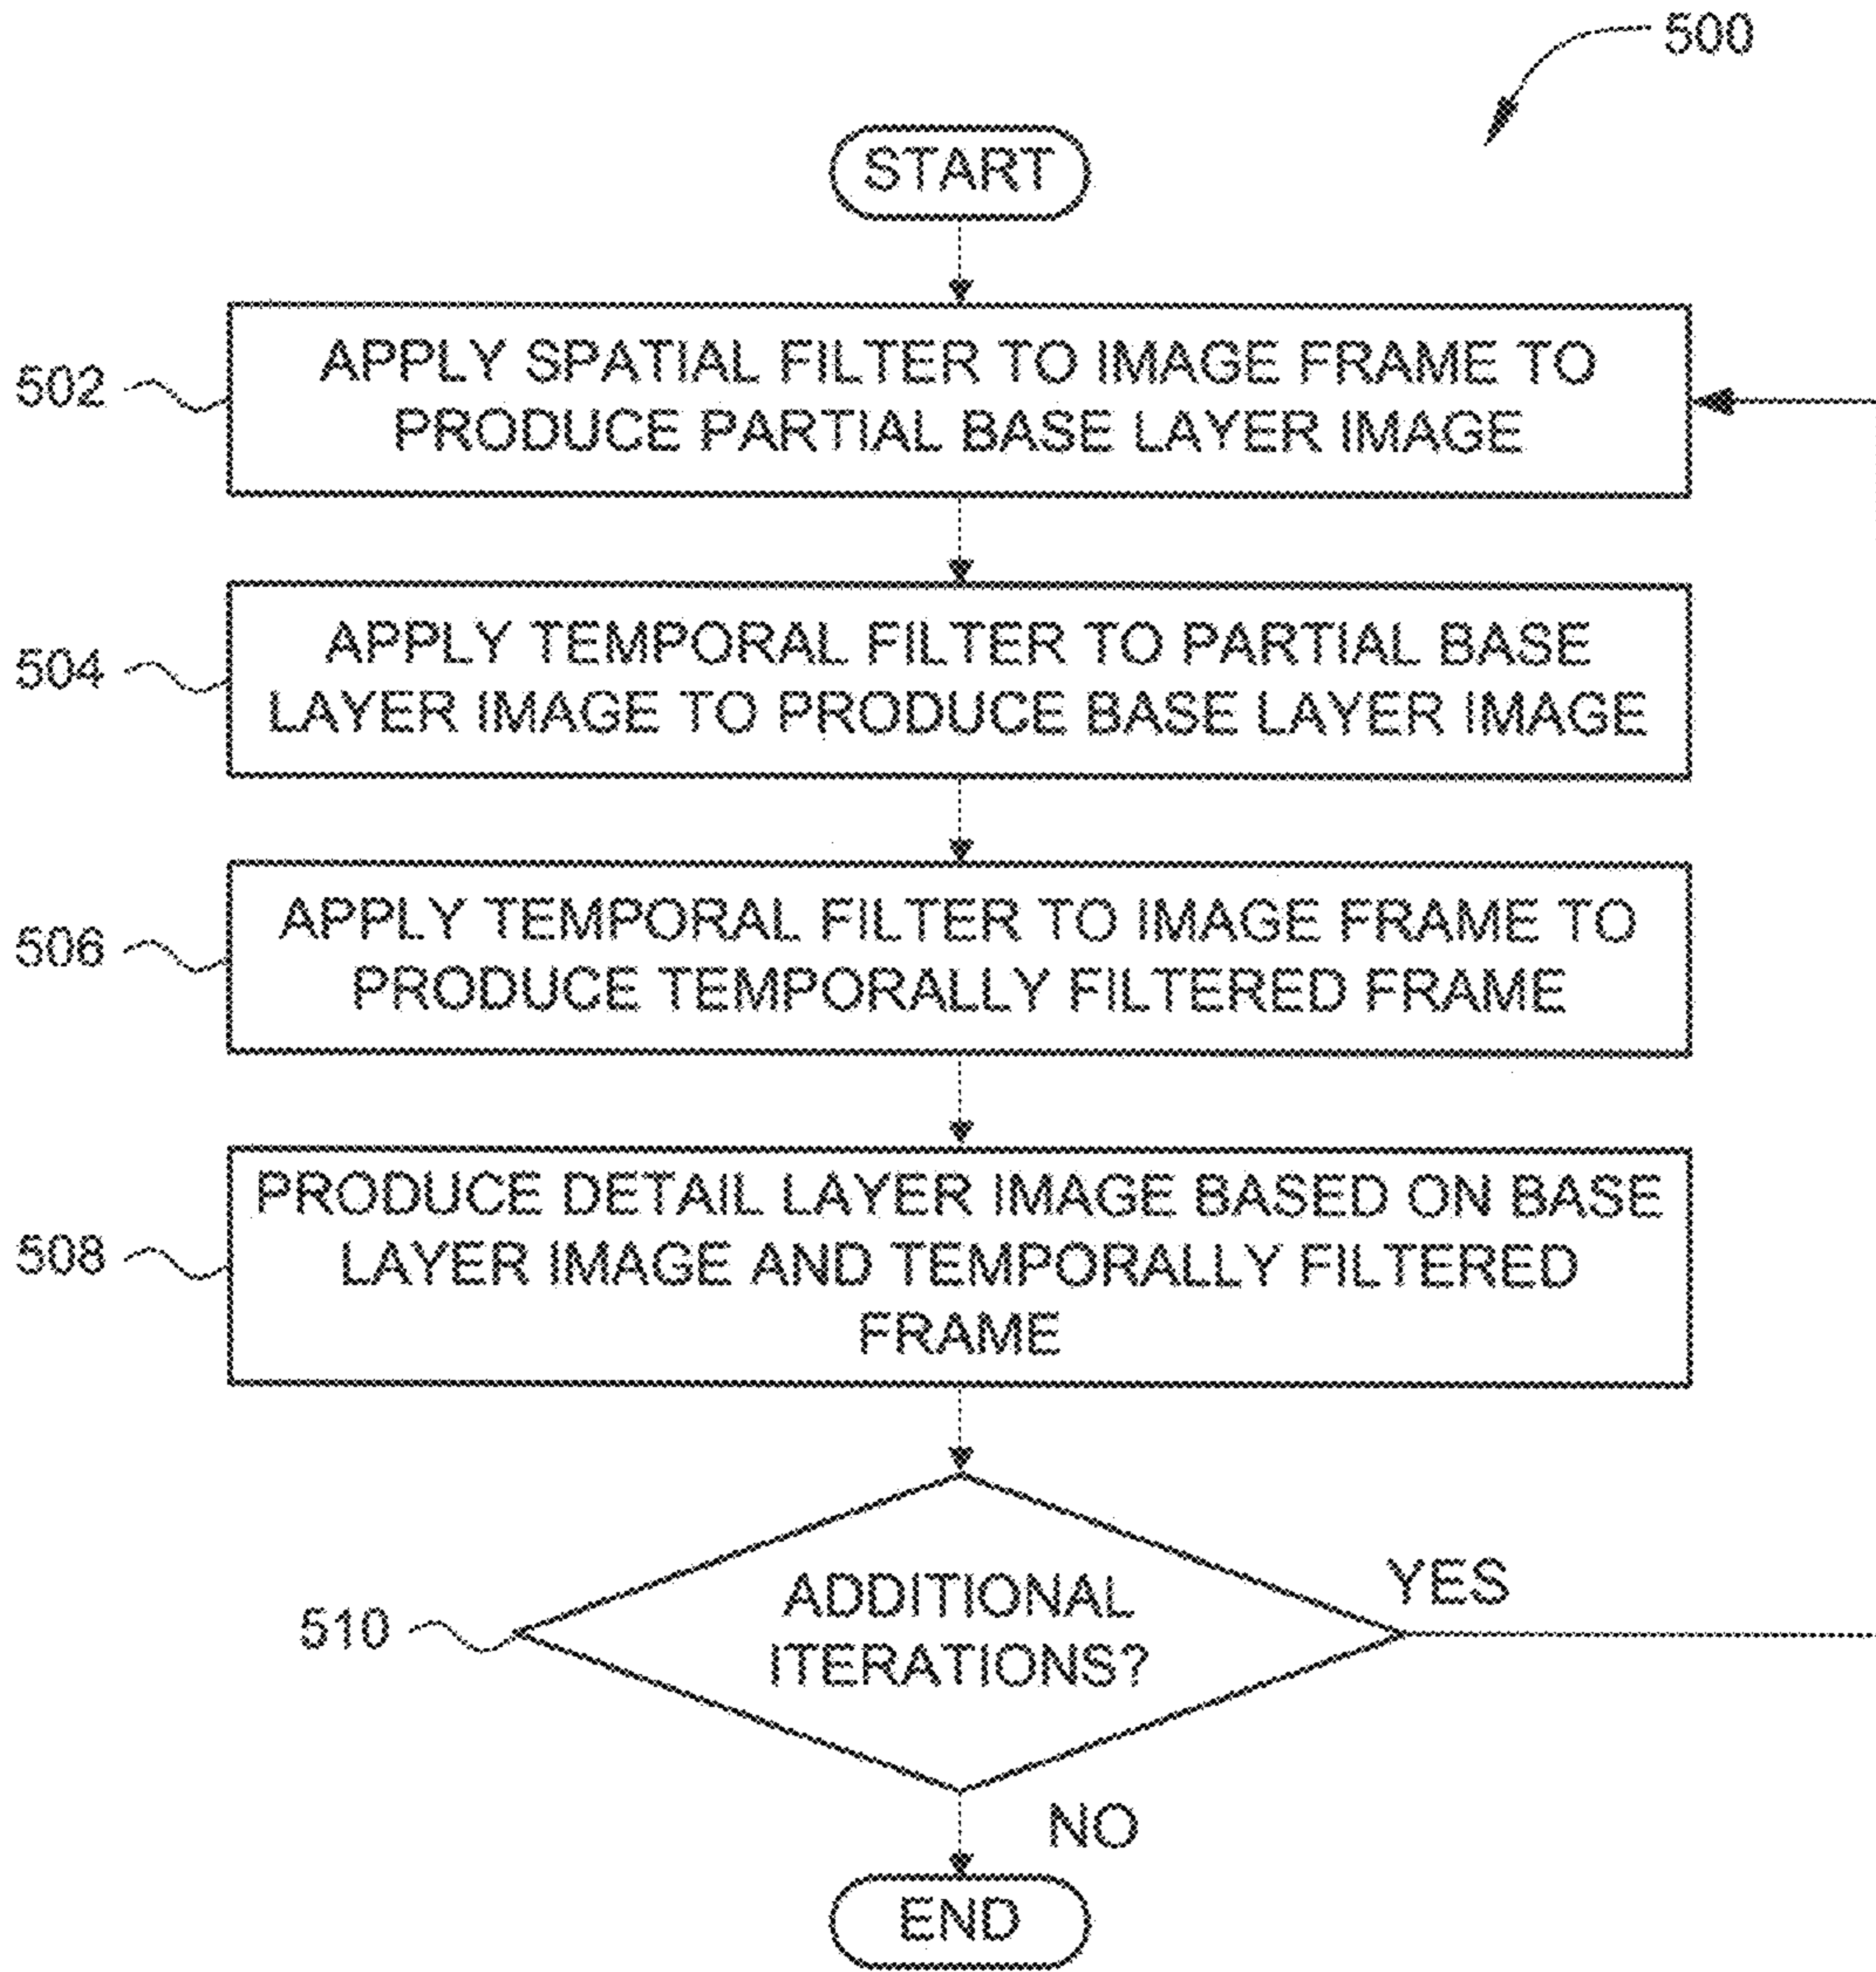 500
START
502
APPLY SPATIAL FILTER TO IMAGE FRAME TO
PRODUCE PARTIAL BASE LAYER IMAGE
504
APPLY TEMPORAL FILTER TO PARTIAL BASE
LAYER IMAGE TO PRODUCE BASE LAYER IMAGE
506
APPLY TEMPORAL FILTER TO IMAGE FRAME TO
PRODUCE TEMPORALLY FILTERED FRAME
508
PRODUCE DETAIL LAYER IMAGE BASED ON BASE
LAYER IMAGE AND TEMPORALLY FILTERED
FRAME
510
ADDITIONAL
ITERATIONS?
YES
NO
END